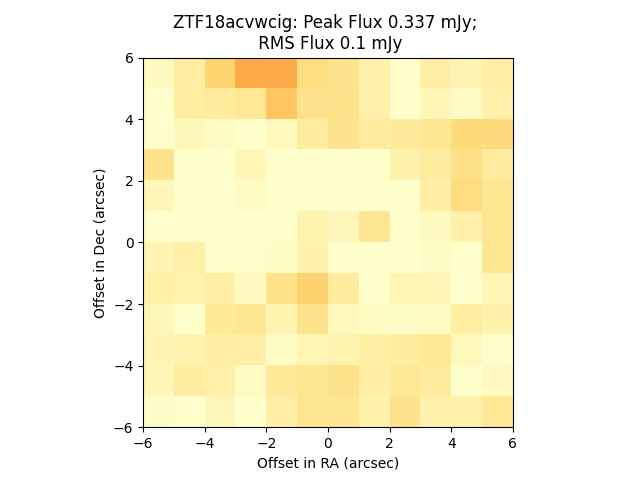 ZTF18acvwcig: Peak Flux 0.337 mJy;
RMS Flux 0.1 mJy
6
4
2
0
−2
−4
−6
Offset in Dec (arcsec)
−6 −4 −2 0 2 4 6
Offset in RA (arcsec)